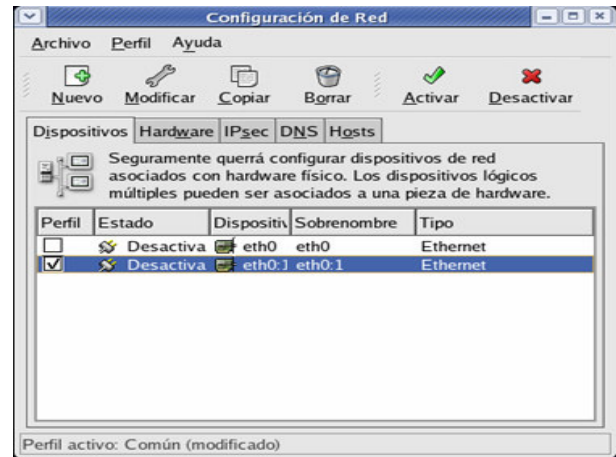 Configuración de Red
Archivo Perfil Ayuda
Nuevo Modificar Copiar Borrar Activar Desactivar
Dispositivos Hardware IPsec DNS Hosts
Seguramente querrá configurar dispositivos de red
asociados con hardware físico. Los dispositivos lógicos
múltiples pueden ser asociados a una pieza de hardware.
Perfil Estado Dispositiv Sobrenombre Tipo
Desactiva eth0 eth0 Ethernet
Desactiva eth0:1 eth0:1 Ethernet
Perfil activo: Común (modificado)